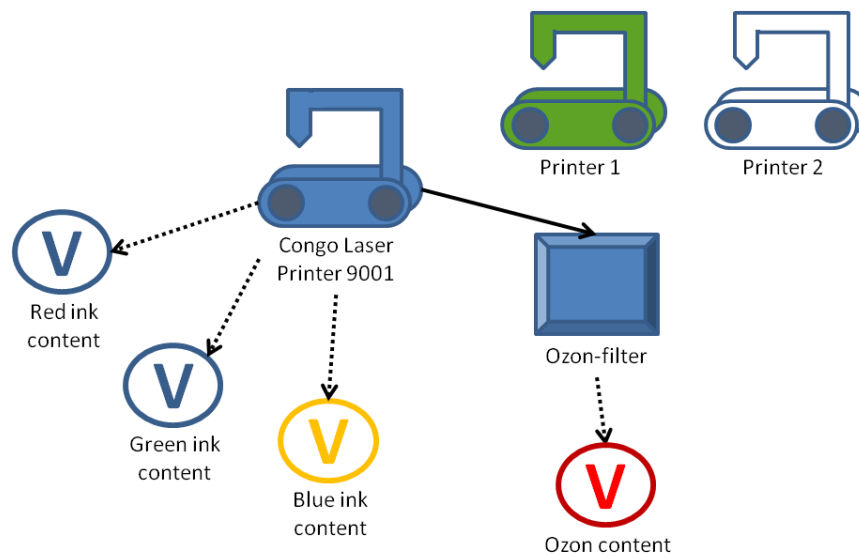 Printer 1
Printer 2
Congo Laser
Printer 9001
V
Red ink
content
V
Green ink
content
V
Blue ink
content
Ozon-filter
V
Ozon content